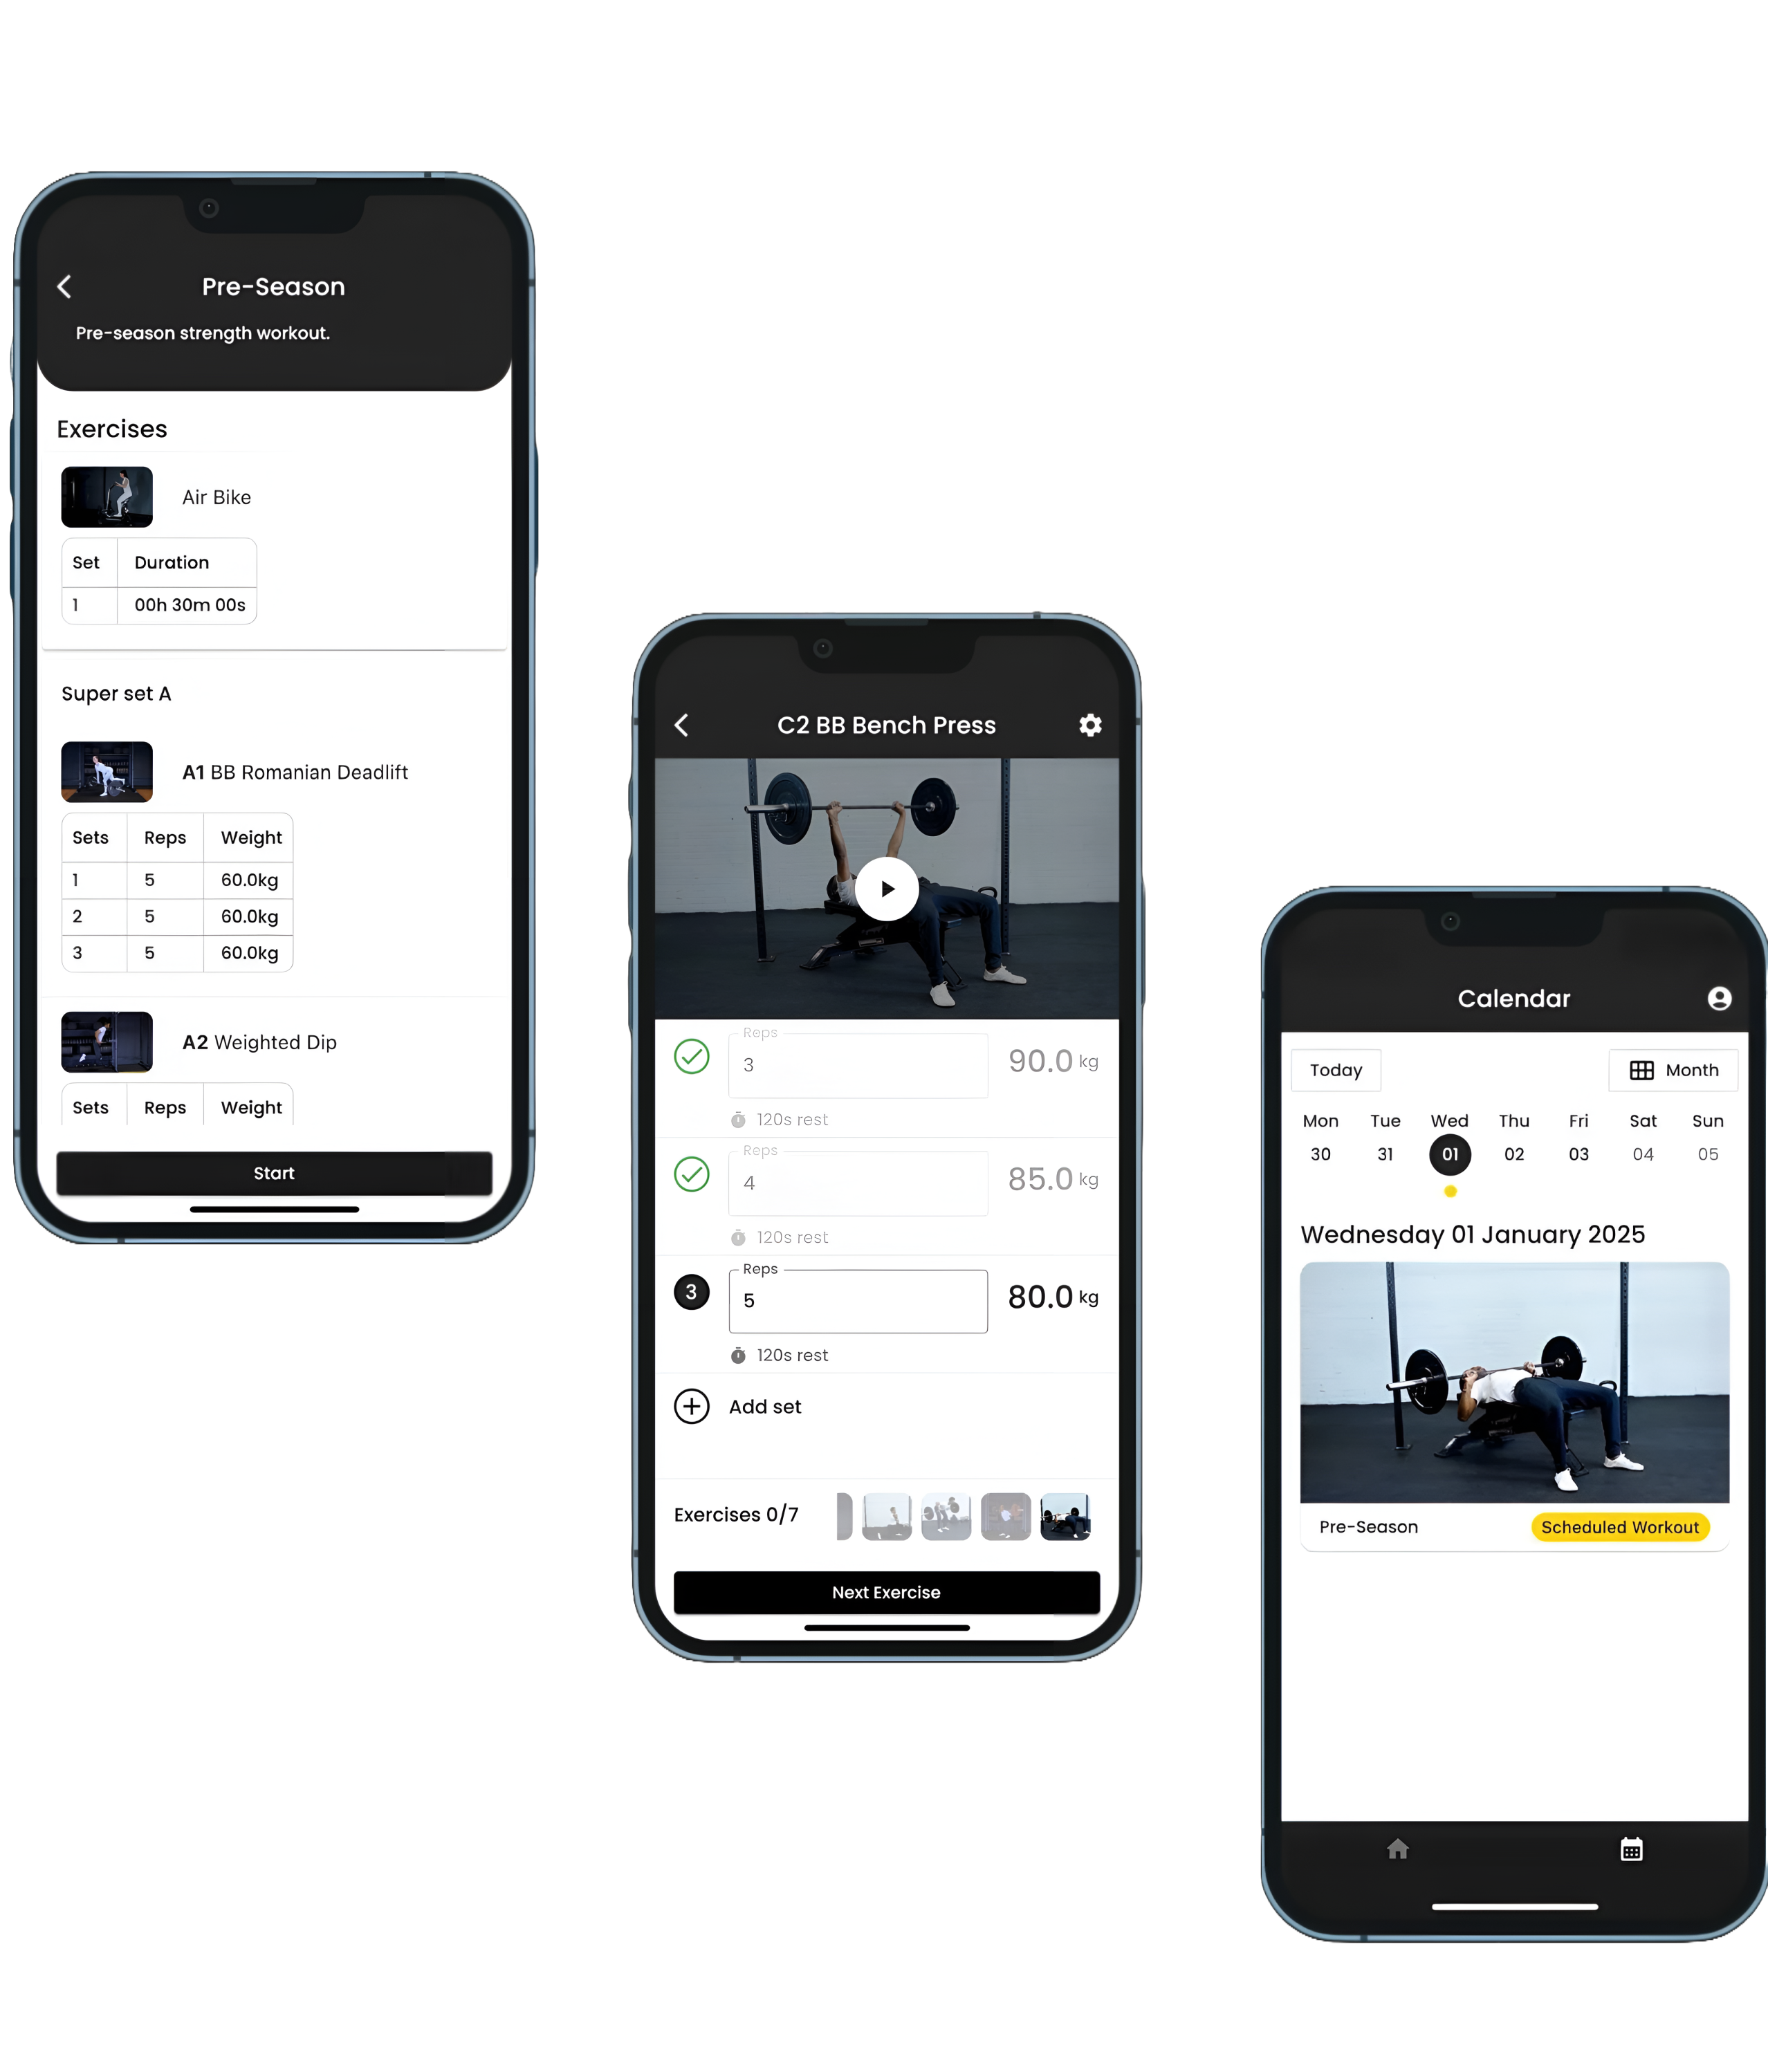 Pre-Season
Pre-season strength workout.
Exercises
Air Bike
Set Duration
1 00h 30m 00s
Super set A
A1 BB Romanian Deadlift
Sets Reps Weight
1 5 60.0kg
2 5 60.0kg
3 5 60.0kg
A2 Weighted Dip
Sets Reps Weight
Start
C2 BB Bench Press
Reps
3 90.0 kg
120s rest
Reps
4 85.0 kg
120s rest
Reps
3 5 80.0 kg
120s rest
Add set
Exercises 0/7
Next Exercise
Calendar
Today Month
Mon Tue Wed Thu Fri Sat Sun
30 31 01 02 03 04 05
Wednesday 01 January 2025
Pre-Season Scheduled Workout